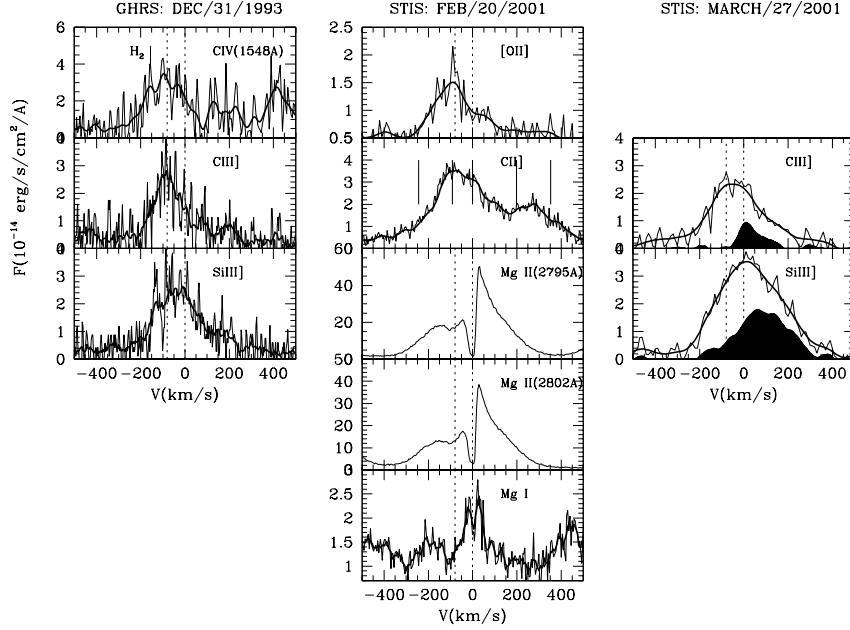 GHRS: DEC/31/1993
STIS: FEB/20/2001
STIS: MARCH/27/2001
F(10⁻¹⁴ erg/s/cm²/A)
6
4
2
0
H₂
CIV(1548A)
4
3
2
1
0
CIII]
4
3
2
1
0
SiIII]
−400 −200 0 200 400
V(km/s)
2.5
2
1.5
1
0.5
[OII]
4
3
2
1
0
CII]
60
40
20
Mg II(2795A)
50
40
30
20
10
Mg II(2802A)
3
2.5
2
1.5
1
Mg I
−400 −200 0 200 400
V(km/s)
4
3
2
1
0
CIII]
4
3
2
1
0
SiIII]
−400 −200 0 200 400
V(km/s)